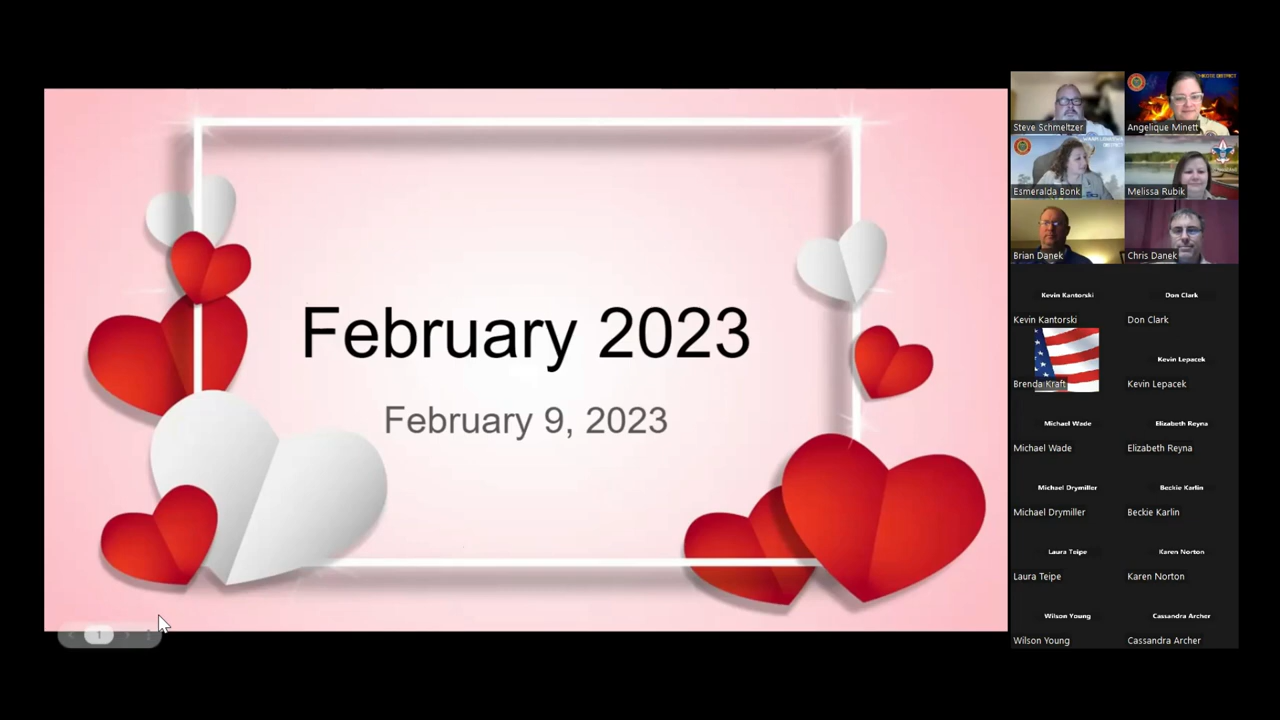 February 2023
February 9, 2023
1
Steve Schmeltzer
Angelique Minett
Esmeralda Bonk
DISTRICT
Melissa Rubik
Brian Danek
Chris Danek
Kevin Kantorski
Don Clark
Kevin Kantorski
Don Clark
Kevin Lepacek
Brenda Kraft
Kevin Lepacek
Michael Wade
Elizabeth Reyna
Michael Wade
Elizabeth Reyna
Michael Drymiller
Beckie Karlin
Michael Drymiller
Beckie Karlin
Laura Teipe
Karen Norton
Laura Teipe
Karen Norton
Wilson Young
Cassandra Archer
Wilson Young
Cassandra Archer